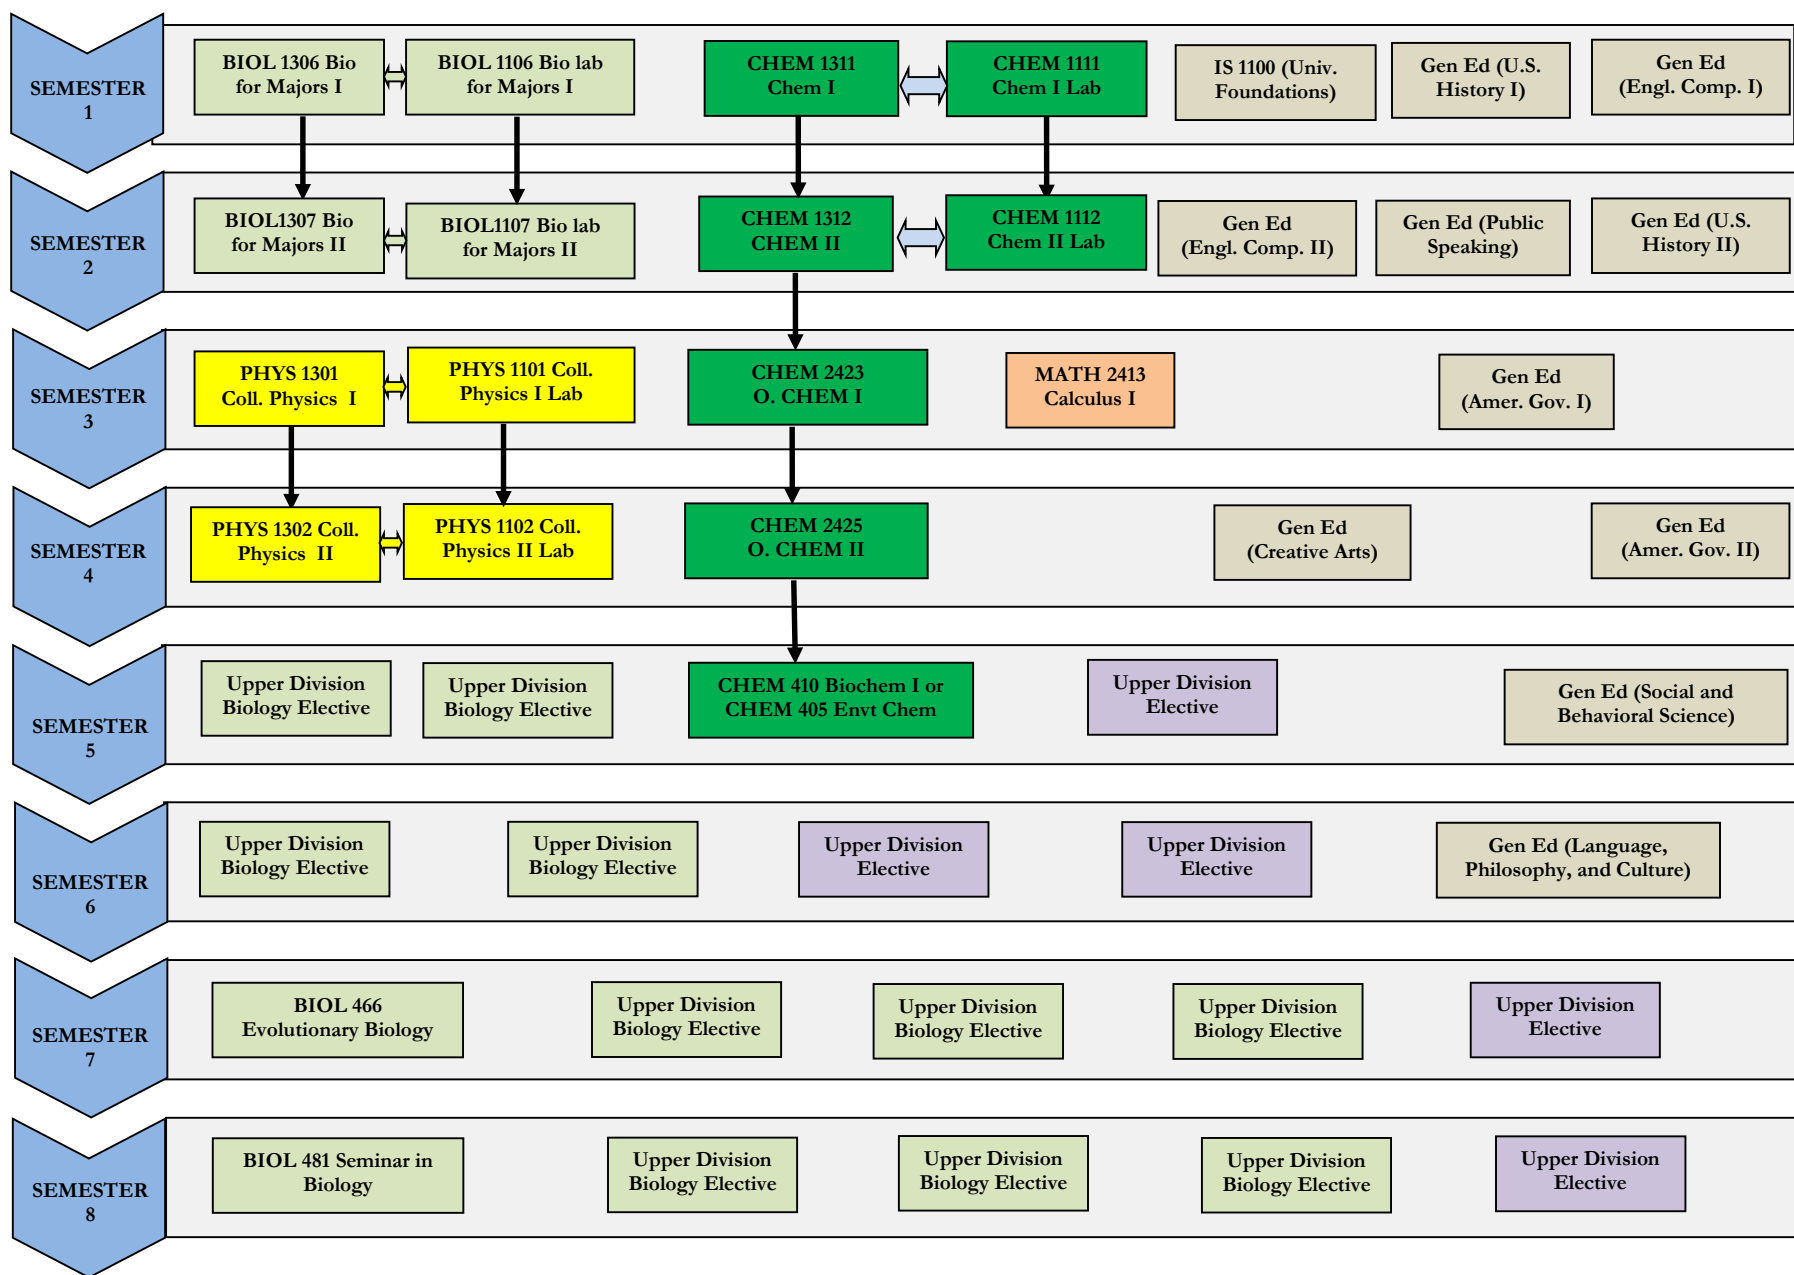 SEMESTER
1
BIOL 1306 Bio
for Majors I
BIOL 1106 Bio lab
for Majors I
CHEM 1311
Chem I
CHEM 1111
Chem I Lab
IS 1100 (Univ.
Foundations)
Gen Ed (U.S.
History I)
Gen Ed
(Engl. Comp. I)
SEMESTER
2
BIOL1307 Bio
for Majors II
BIOL1107 Bio lab
for Majors II
CHEM 1312
CHEM II
CHEM 1112
Chem II Lab
Gen Ed
(Engl. Comp. II)
Gen Ed (Public
Speaking)
Gen Ed (U.S.
History II)
SEMESTER
3
PHYS 1301
Coll. Physics I
PHYS 1101 Coll.
Physics I Lab
CHEM 2423
O. CHEM I
MATH 2413
Calculus I
Gen Ed
(Amer. Gov. I)
SEMESTER
4
PHYS 1302 Coll.
Physics II
PHYS 1102 Coll.
Physics II Lab
CHEM 2425
O. CHEM II
Gen Ed
(Creative Arts)
Gen Ed
(Amer. Gov. II)
SEMESTER
5
Upper Division
Biology Elective
Upper Division
Biology Elective
CHEM 410 Biochem I or
CHEM 405 Envt Chem
Upper Division
Elective
Gen Ed (Social and
Behavioral Science)
SEMESTER
6
Upper Division
Biology Elective
Upper Division
Biology Elective
Upper Division
Elective
Upper Division
Elective
Gen Ed (Language,
Philosophy, and Culture)
SEMESTER
7
BIOL 466
Evolutionary Biology
Upper Division
Biology Elective
Upper Division
Biology Elective
Upper Division
Biology Elective
Upper Division
Elective
SEMESTER
8
BIOL 481 Seminar in
Biology
Upper Division
Biology Elective
Upper Division
Biology Elective
Upper Division
Biology Elective
Upper Division
Elective